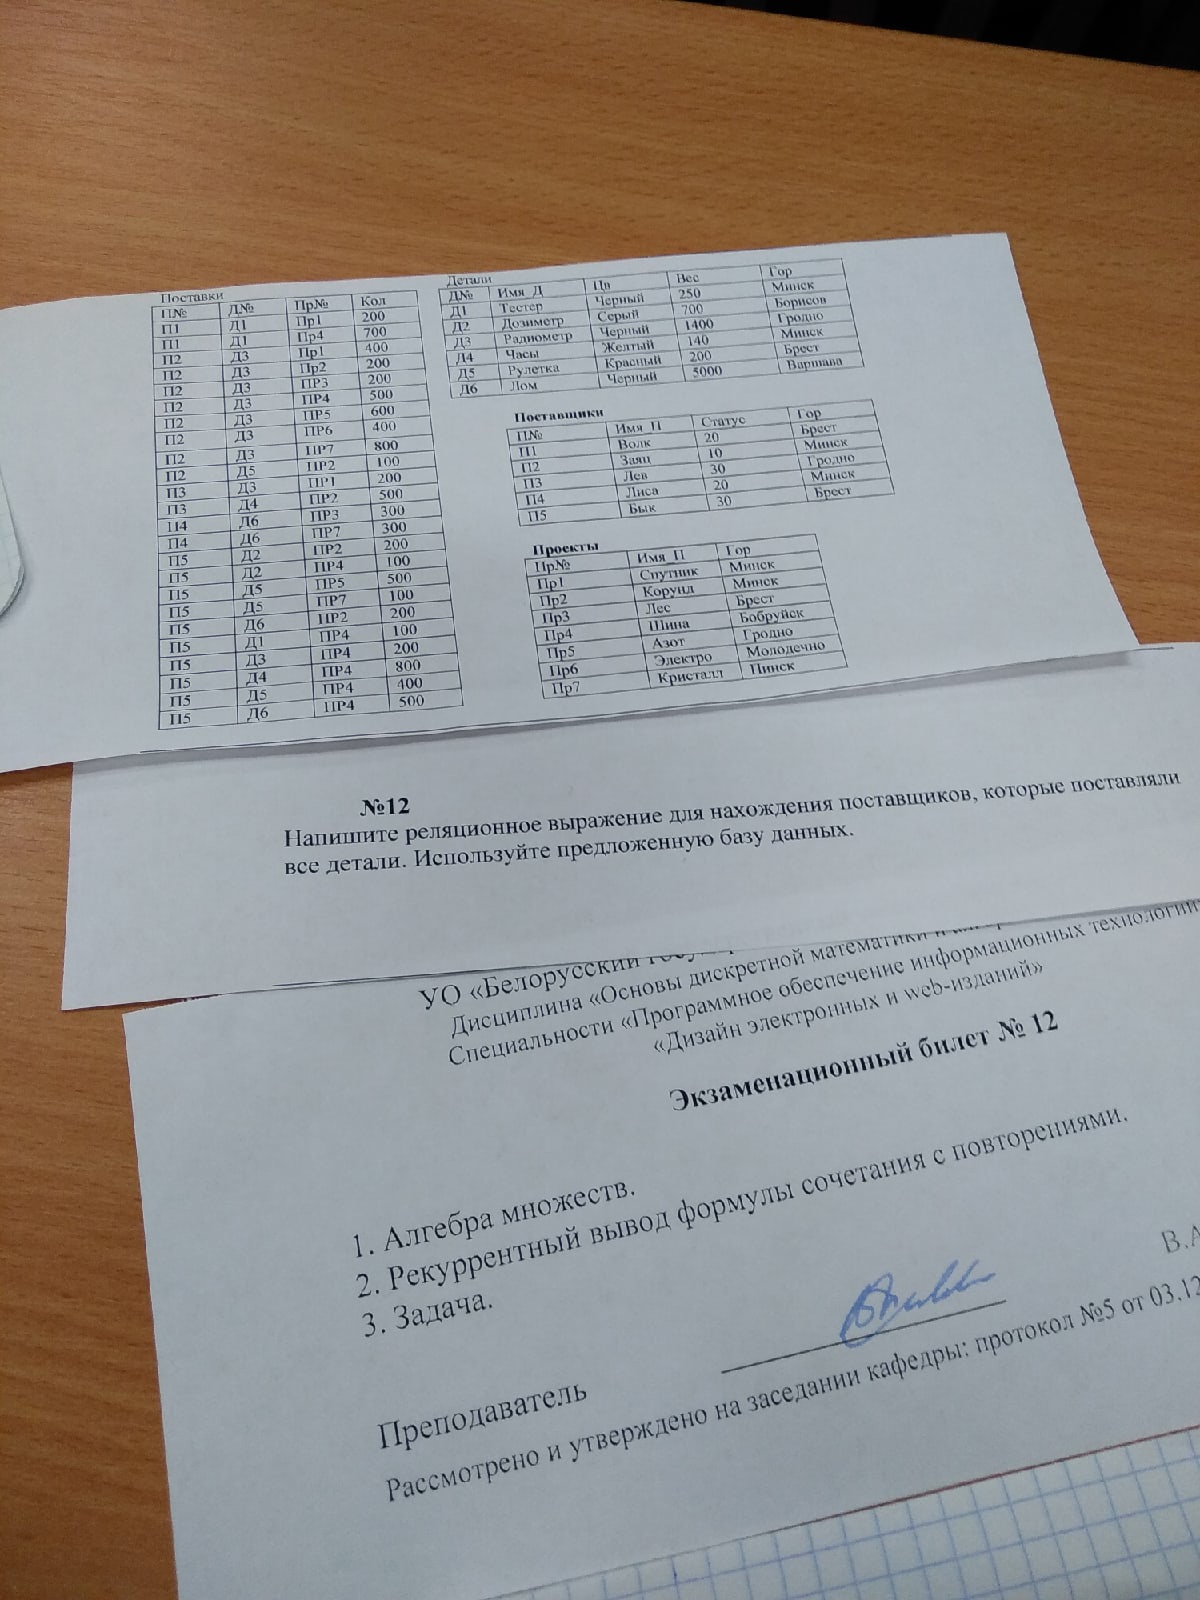 Поставки
П№ Д№ Пр№ Кол
П1 Д1 Пр1 200
П1 Д1 Пр4 700
П2 Д3 Пр1 400
П2 Д3 Пр2 200
П2 Д3 ПР3 200
П2 Д3 ПР4 500
П2 Д3 ПР5 600
П2 Д3 ПР6 400
П2 Д3 ПР7 800
П2 Д5 ПР2 100
П3 Д3 ПР1 200
П3 Д4 ПР2 500
П4 Д6 ПР3 300
П4 Д6 ПР7 300
П5 Д2 ПР2 200
П5 Д2 ПР4 100
П5 Д5 ПР5 500
П5 Д5 ПР7 100
П5 Д6 ПР2 200
П5 Д1 ПР4 100
П5 Д3 ПР4 200
П5 Д4 ПР4 800
П5 Д5 ПР4 400
П5 Д6 ПР4 500
Детали
Д№ Имя_Д Цв Вес Гор
Д1 Тестер Черный 250 Минск
Д2 Дозиметр Серый 700 Борисов
Д3 Радиометр Черный 1400 Гродно
Д4 Часы Желтый 140 Минск
Д5 Рулетка Красный 200 Брест
Д6 Лом Черный 5000 Варшава
Поставщики
П№ Имя_П Статус Гор
П1 Волк 20 Брест
П2 Заяц 10 Минск
П3 Лев 30 Гродно
П4 Лиса 20 Минск
П5 Бык 30 Брест
Проекты
Пр№ Имя_П Гор
Пр1 Спутник Минск
Пр2 Корунд Минск
Пр3 Лес Брест
Пр4 Шина Бобруйск
Пр5 Азот Гродно
Пр6 Электро Молодечно
Пр7 Кристалл Пинск
№12
Напишите реляционное выражение для нахождения поставщиков, которые поставляли
все детали. Используйте предложенную базу данных.
УО «Белорусский
Дисциплина «Основы дискретной математики и
Специальности «Программное обеспечение информационных технологий»
«Дизайн электронных и web-изданий»
Экзаменационный билет № 12
1. Алгебра множеств.
2. Рекуррентный вывод формулы сочетания с повторениями.
3. Задача.
Преподаватель В.А
Рассмотрено и утверждено на заседании кафедры: протокол №5 от 03.12